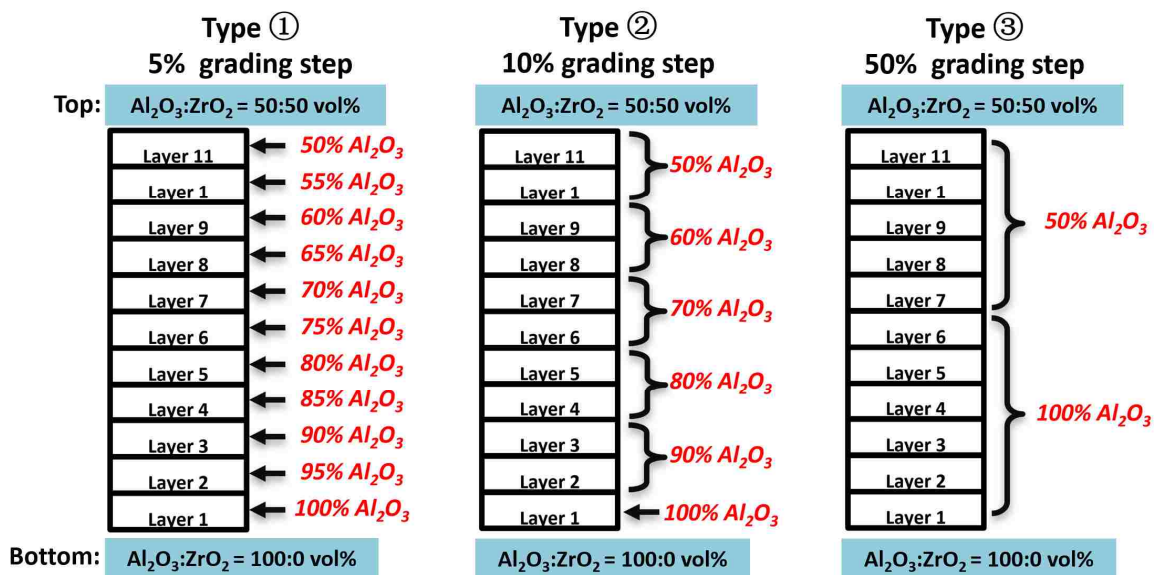 Type ①
5% grading step
Top:
Al₂O₃:ZrO₂ = 50:50 vol%
Layer 11
50% Al₂O₃
Layer 1
55% Al₂O₃
Layer 9
60% Al₂O₃
Layer 8
65% Al₂O₃
Layer 7
70% Al₂O₃
Layer 6
75% Al₂O₃
Layer 5
80% Al₂O₃
Layer 4
85% Al₂O₃
Layer 3
90% Al₂O₃
Layer 2
95% Al₂O₃
Layer 1
100% Al₂O₃
Bottom:
Al₂O₃:ZrO₂ = 100:0 vol%
Type ②
10% grading step
Al₂O₃:ZrO₂ = 50:50 vol%
Layer 11
Layer 1
50% Al₂O₃
Layer 9
Layer 8
60% Al₂O₃
Layer 7
Layer 6
70% Al₂O₃
Layer 5
Layer 4
80% Al₂O₃
Layer 3
Layer 2
90% Al₂O₃
Layer 1
100% Al₂O₃
Al₂O₃:ZrO₂ = 100:0 vol%
Type ③
50% grading step
Al₂O₃:ZrO₂ = 50:50 vol%
Layer 11
Layer 1
Layer 9
Layer 8
Layer 7
50% Al₂O₃
Layer 6
Layer 5
Layer 4
Layer 3
Layer 2
Layer 1
100% Al₂O₃
Al₂O₃:ZrO₂ = 100:0 vol%